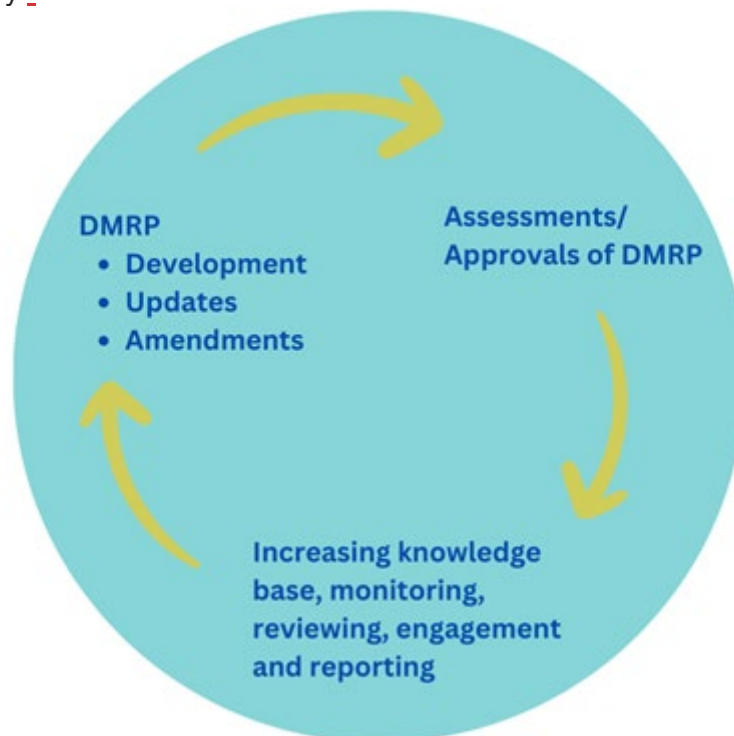 DMRP
• Development
• Updates
• Amendments
Assessments/
Approvals of DMRP
Increasing knowledge
base, monitoring,
reviewing, engagement
and reporting